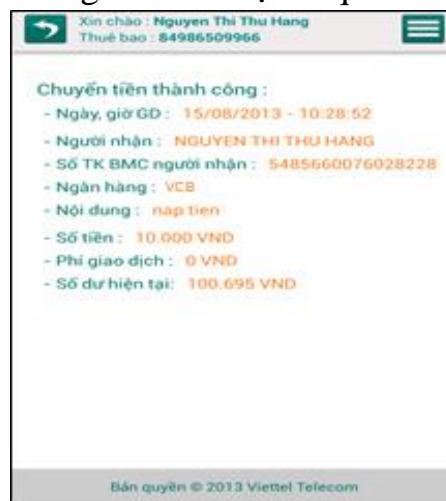 Xin chào : Nguyen Thi Thu Hang
Thuê bao : 84986509966
Chuyển tiền thành công :
- Ngày, giờ GD : 15/08/2013 - 10:28:52
- Người nhận : NGUYEN THI THU HANG
- Số TK BMC người nhận : 5485660076028228
- Ngân hàng : VCB
- Nội dung : nap tien
- Số tiền : 10.000 VND
- Phí giao dịch : 0 VND
- Số dư hiện tại: 100.695 VND
Bản quyền © 2013 Viettel Telecom